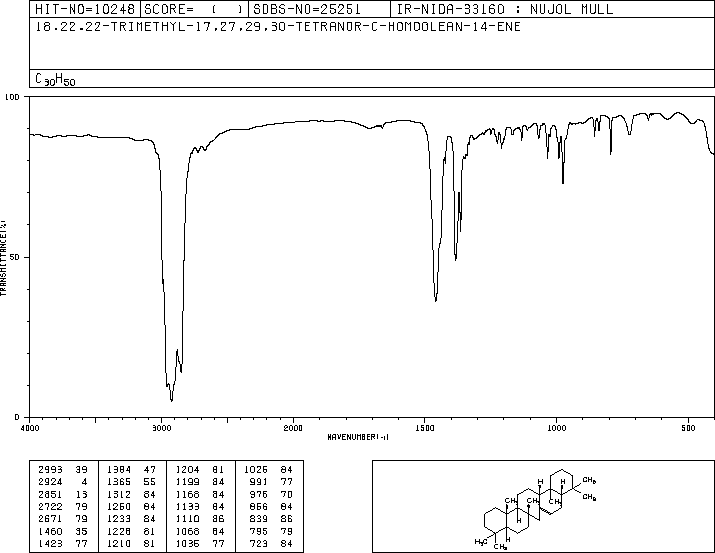 HIT-NO=10248 SCORE= ( ) SDBS-NO=25251 IR-NIDA-33160 : NUJOL MULL
18,22,22-TRIMETHYL-17,27,29,30-TETRANOR-C-HOMOOLEAN-14-ENE
C30H50
100
50
0
TRANSMITTANCE(%)
4000 3000 2000 1500 1000 500
WAVENUMBER(-1)
2993 39 1384 47 1204 81 1026 84
2924 4 1365 55 1199 84 991 77
2851 13 1312 84 1168 84 976 70
2722 79 1260 84 1133 84 856 84
2671 79 1233 84 1110 86 839 86
1460 35 1228 81 1068 84 795 79
1423 77 1210 81 1036 77 723 84
H H CH3
CH3 CH3 CH3 CH3
H
H
H3C CH3